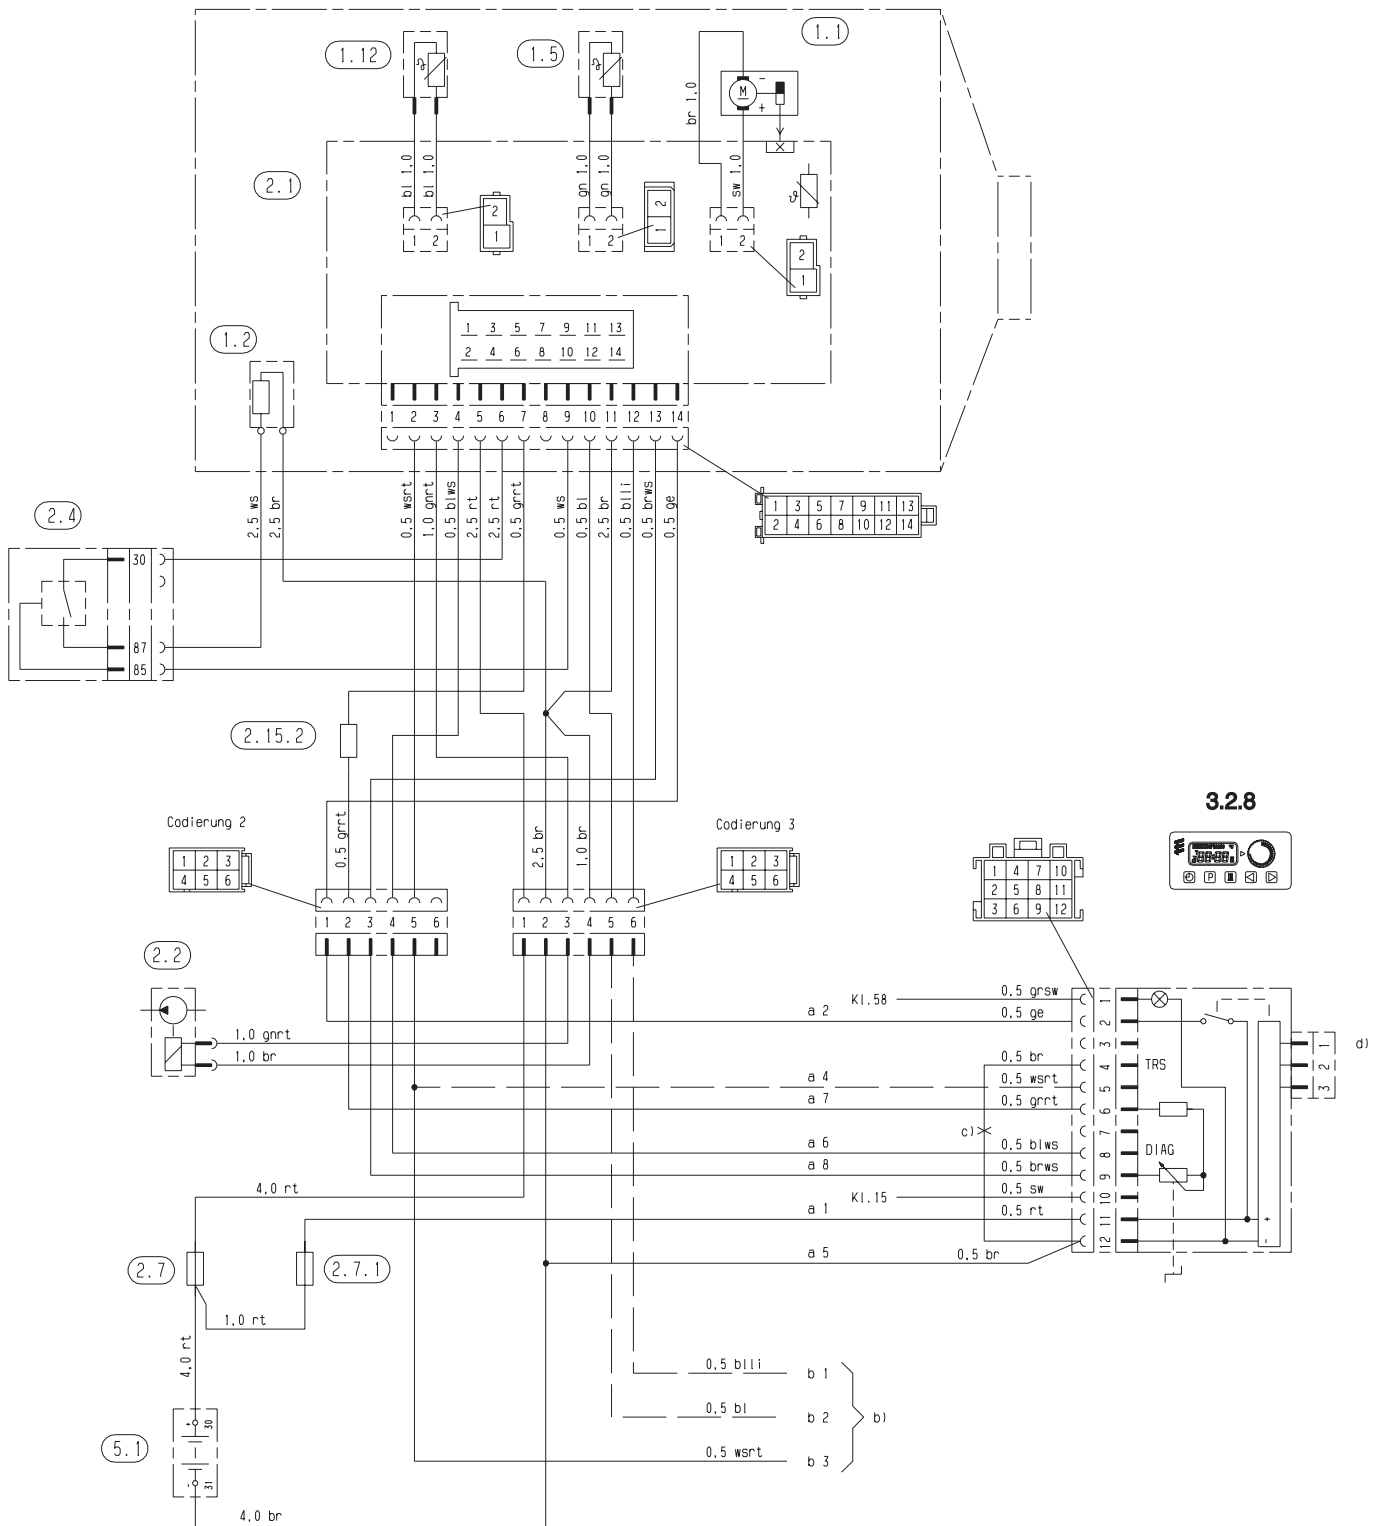 1.12
1.5
1.1
br 1,0
M
-
+
2.1
bl 1,0
bl 1,0
gn 1,0
gn 1,0
sw 1,0
ϑ
ϑ
ϑ
1 2
2
1
1 2
2
1
1 2
2
1
1.2
1 3 5 7 9 11 13
2 4 6 8 10 12 14
1 2 3 4 5 6 7 8 9 10 11 12 13 14
2.4
2,5 ws
2,5 br
0,5 wsrt
1,0 gnrt
0,5 blws
2,5 rt
2,5 rt
0,5 grrt
0,5 ws
0,5 bl
2,5 br
0,5 blli
0,5 brws
0,5 ge
1 3 5 7 9 11 13
2 4 6 8 10 12 14
30
87
85
2.15.2
3.2.8
Codierung 2
1 2 3
4 5 6
0,5 grrt
2,5 br
1,0 br
Codierung 3
1 2 3
4 5 6
1 4 7 10
2 5 8 11
3 6 9 12
P
1 2 3 4 5 6
1 2 3 4 5 6
2.2
Kl.58
0,5 grsw
1
a 2
0,5 ge
2
1,0 gnrt
3
1
d)
1,0 br
0,5 br
4
TRS
2
a 4
0,5 wsrt
5
3
a 7
0,5 grrt
6
c)
7
a 6
0,5 blws
8
DIAG
a 8
0,5 brws
9
4,0 rt
Kl.15
0,5 sw
10
a 1
0,5 rt
11
+
12
-
a 5
0,5 br
2.7
2.7.1
1,0 rt
4,0 rt
0,5 blli
b 1
0,5 bl
b 2
b)
0,5 wsrt
b 3
5.1
+
30
-
31
4,0 br